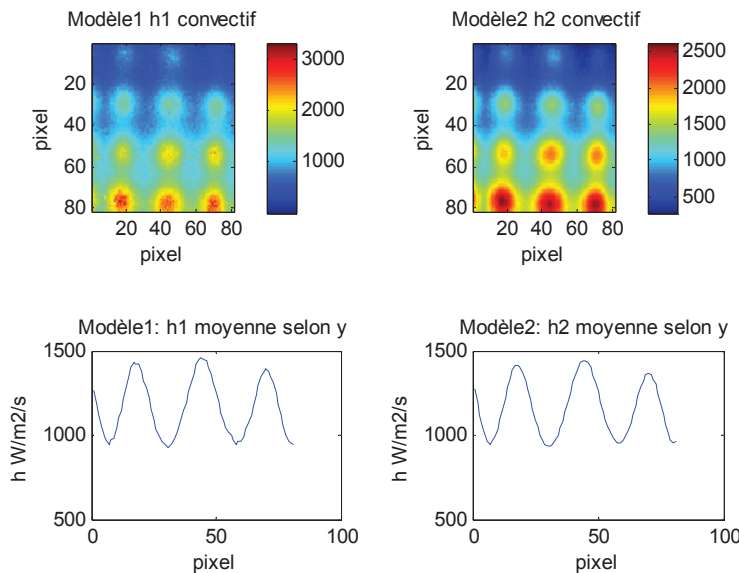 Modèle1 h1 convectif
pixel
20
40
60
80
20 40 60 80
pixel
3000
2000
1000
Modèle2 h2 convectif
pixel
20
40
60
80
20 40 60 80
pixel
2500
2000
1500
1000
500
Modèle1: h1 moyenne selon y
h W/m2/s
1500
1000
500
0 50 100
pixel
Modèle2: h2 moyenne selon y
h W/m2/s
1500
1000
500
0 50 100
pixel